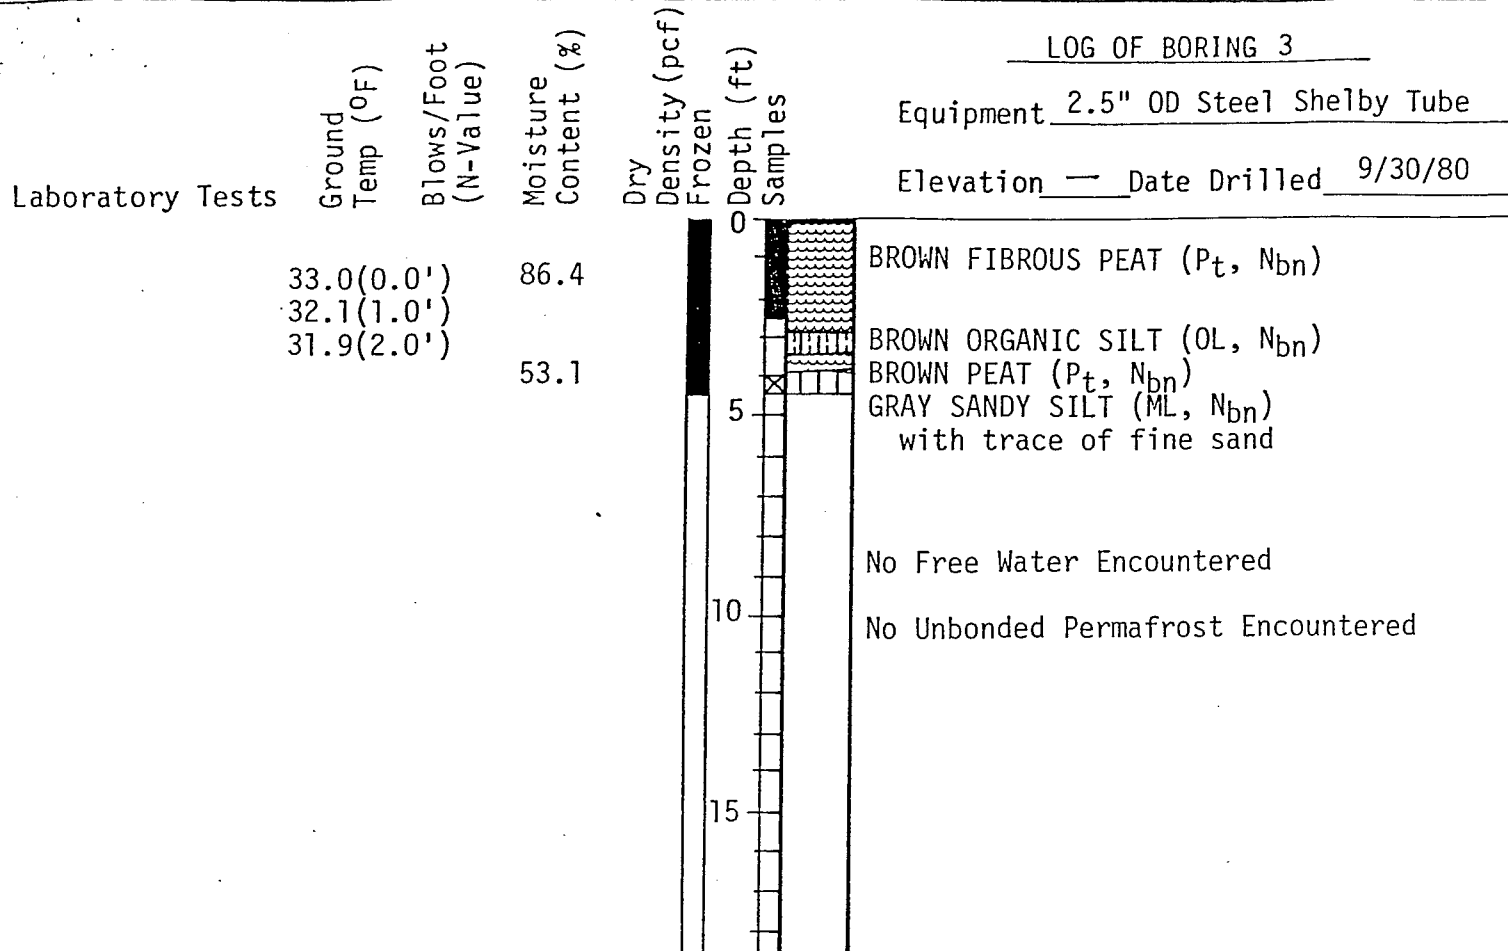 LOG OF BORING 3
Equipment 2.5" OD Steel Shelby Tube
Elevation — Date Drilled 9/30/80
Laboratory Tests
Ground
Temp (°F)
Blows/Foot
(N-Value)
Moisture
Content (%)
Dry
Density (pcf)
Frozen
Depth (ft)
Samples
0
BROWN FIBROUS PEAT (Pt, Nbn)
33.0(0.0') 86.4
32.1(1.0')
31.9(2.0')
BROWN ORGANIC SILT (OL, Nbn)
53.1
BROWN PEAT (Pt, Nbn)
5
GRAY SANDY SILT (ML, Nbn)
with trace of fine sand
No Free Water Encountered
10
No Unbonded Permafrost Encountered
15